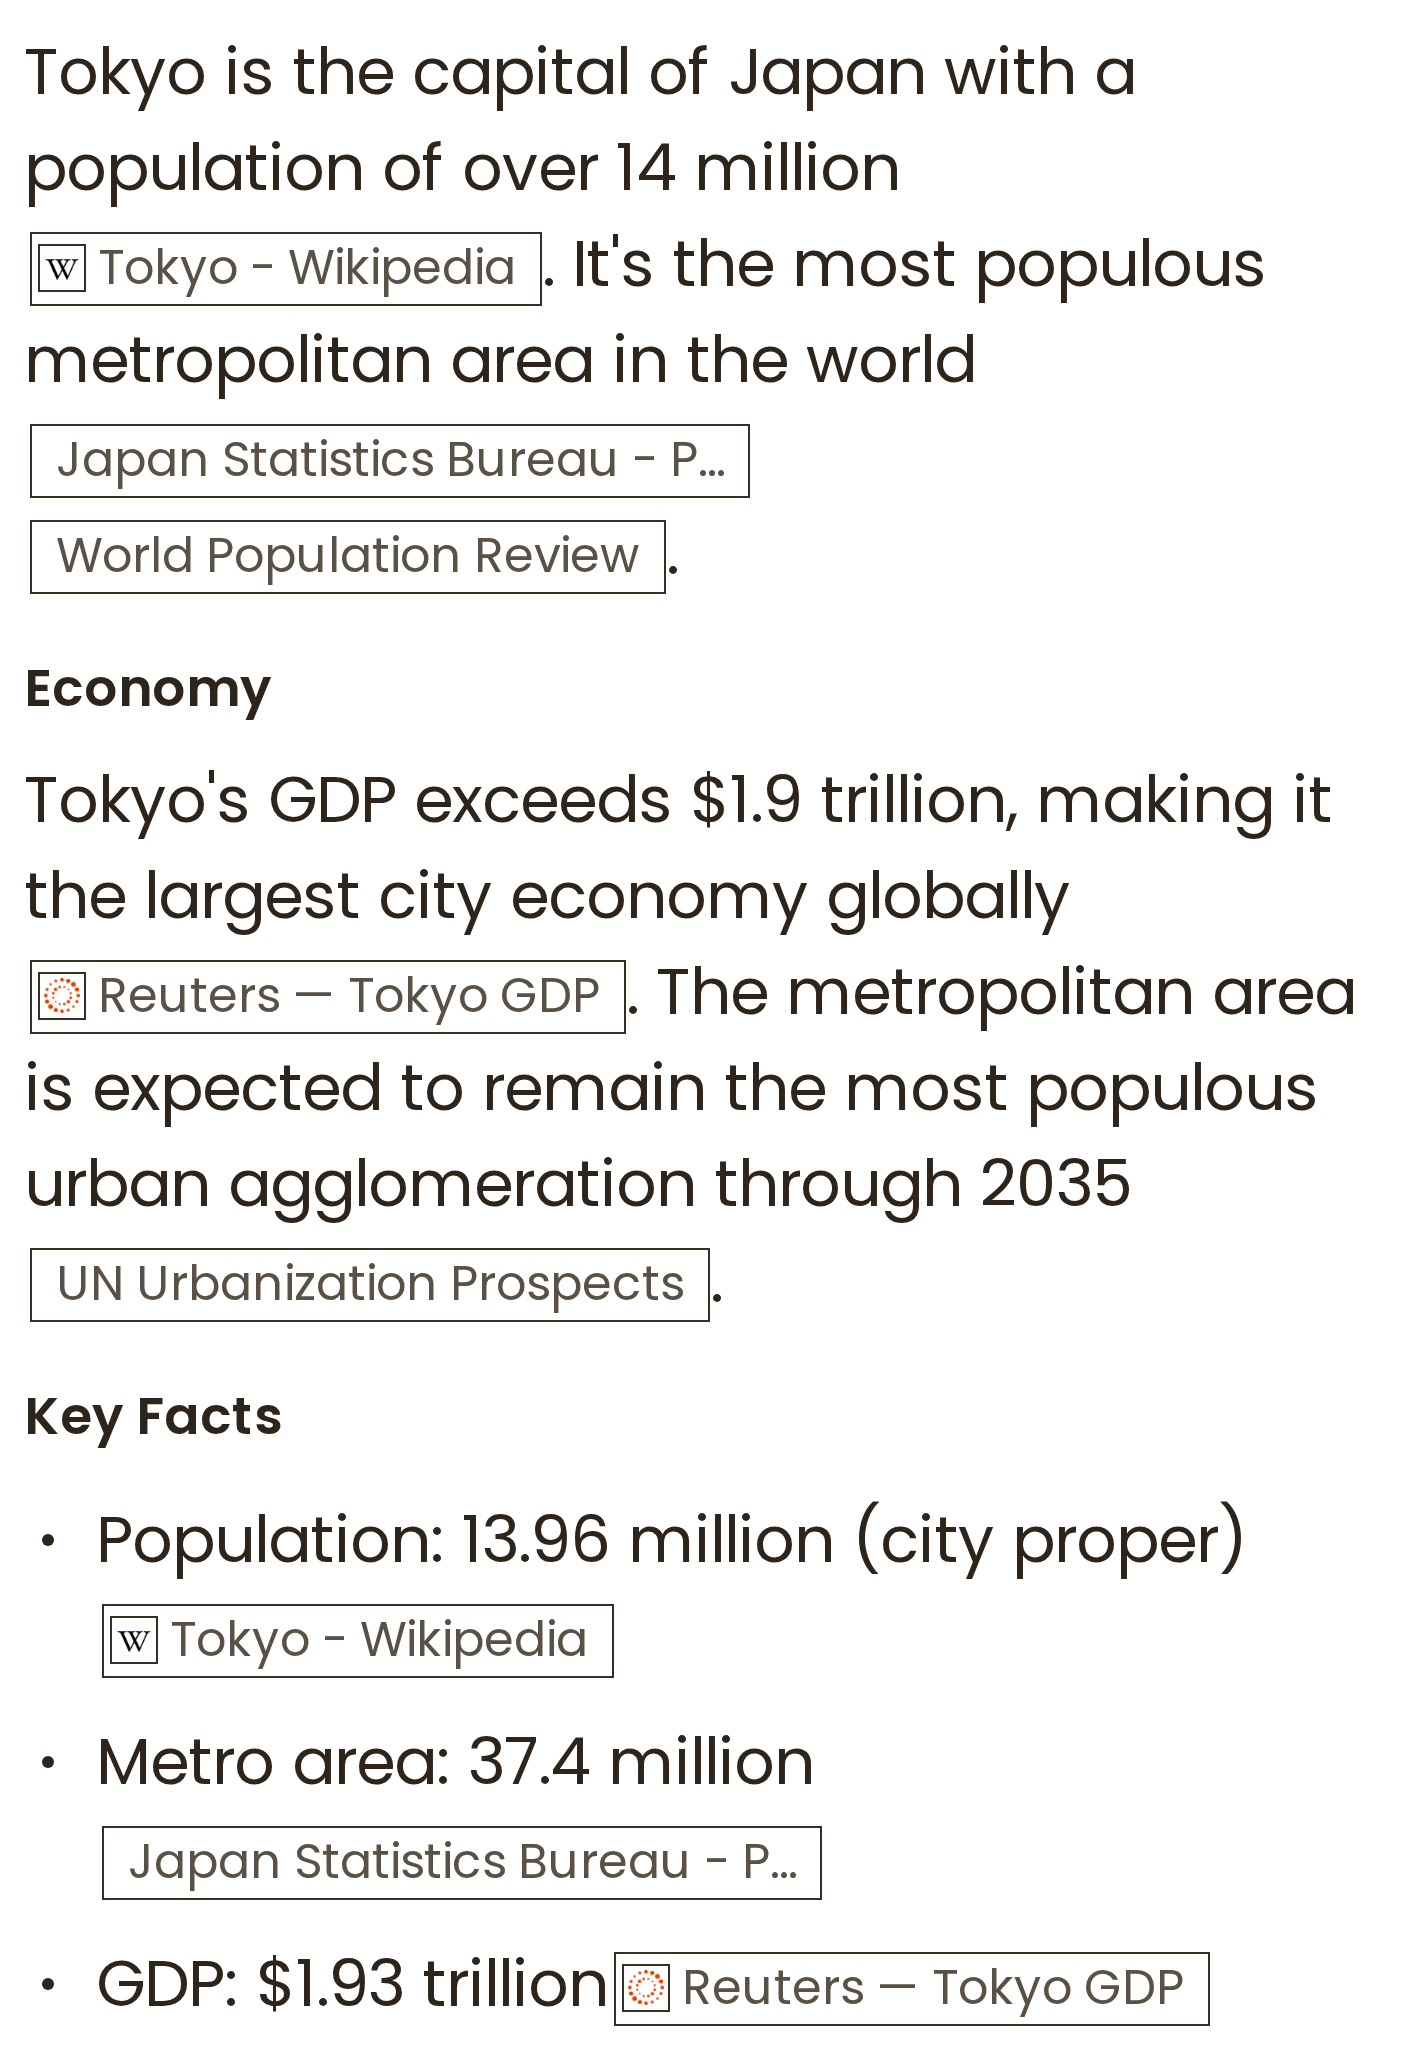 Tokyo is the capital of Japan with a
population of over 14 million
W Tokyo - Wikipedia . It's the most populous
metropolitan area in the world
Japan Statistics Bureau - P...
World Population Review .
Economy
Tokyo's GDP exceeds $1.9 trillion, making it
the largest city economy globally
Reuters — Tokyo GDP . The metropolitan area
is expected to remain the most populous
urban agglomeration through 2035
UN Urbanization Prospects .
Key Facts
• Population: 13.96 million (city proper)
W Tokyo - Wikipedia
• Metro area: 37.4 million
Japan Statistics Bureau - P...
• GDP: $1.93 trillion Reuters — Tokyo GDP